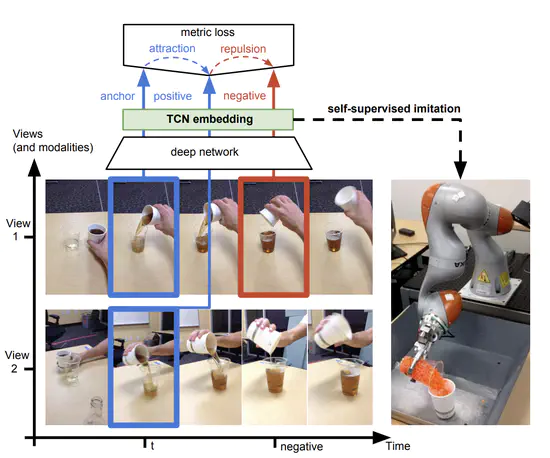 metric loss
attraction repulsion
anchor positive negative
TCN embedding
self-supervised imitation
Views
(and modalities)
deep network
View
1
View
2
t negative Time